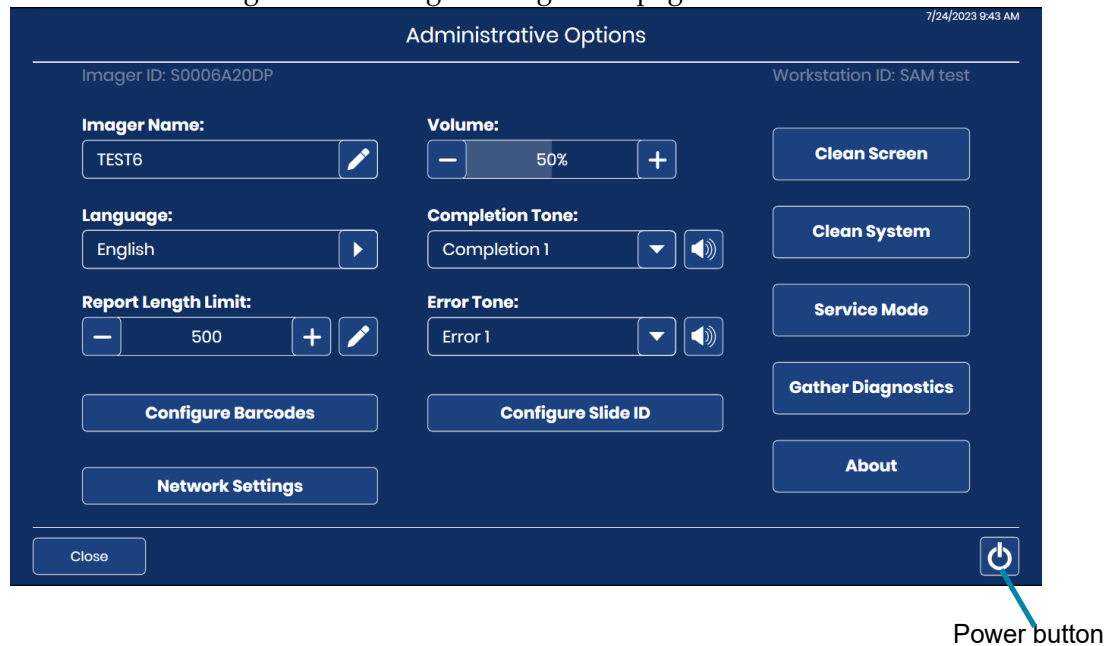 7/24/2023 9:43 AM
Administrative Options
Imager ID: S0006A20DP
Workstation ID: SAM test
Imager Name:
TEST6
Volume:
50%
Clean Screen
Language:
English
Completion Tone:
Completion 1
Clean System
Report Length Limit:
500
Error Tone:
Error 1
Service Mode
Configure Barcodes
Configure Slide ID
Gather Diagnostics
Network Settings
About
Close
Power button